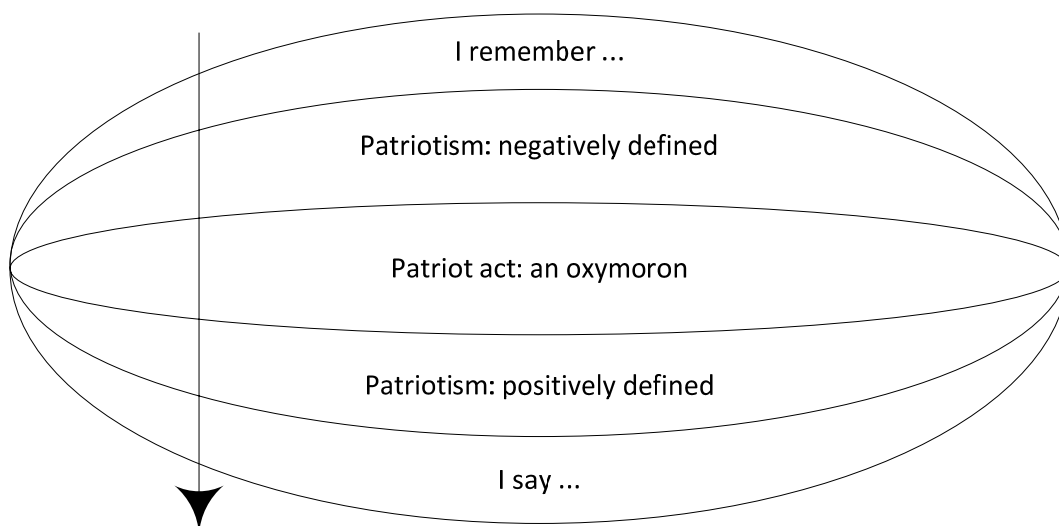 I remember ...
Patriotism: negatively defined
Patriot act: an oxymoron
Patriotism: positively defined
I say ...